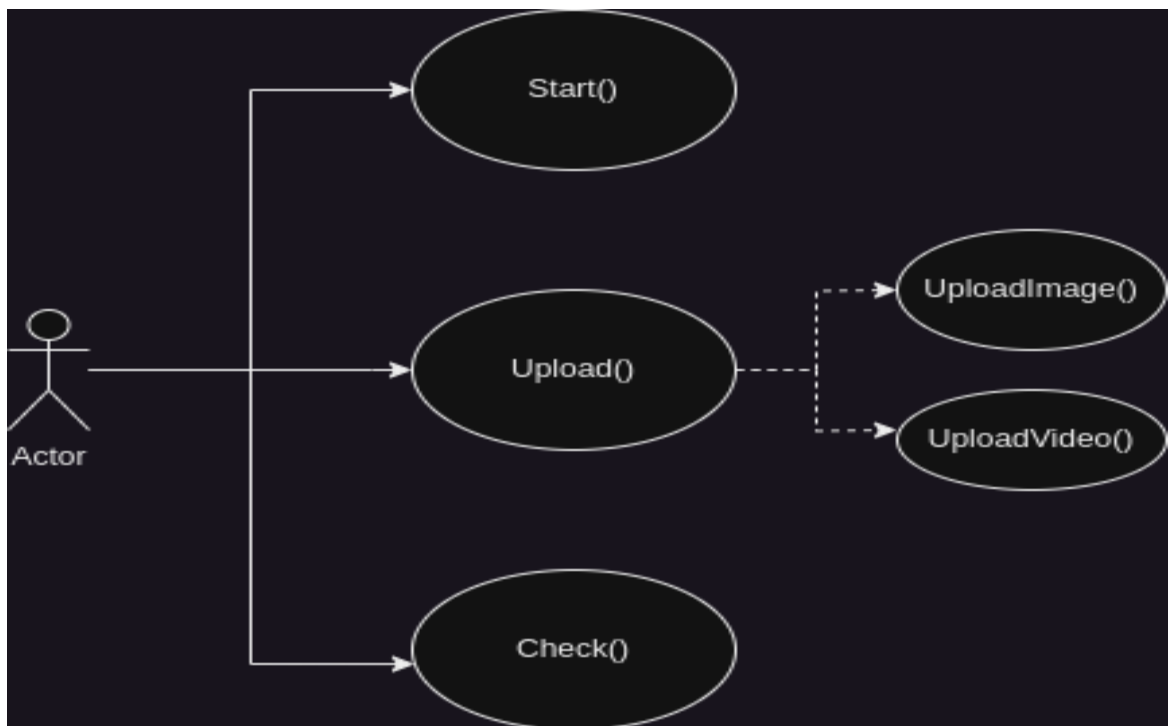 Start()
UploadImage()
Upload()
UploadVideo()
Actor
Check()